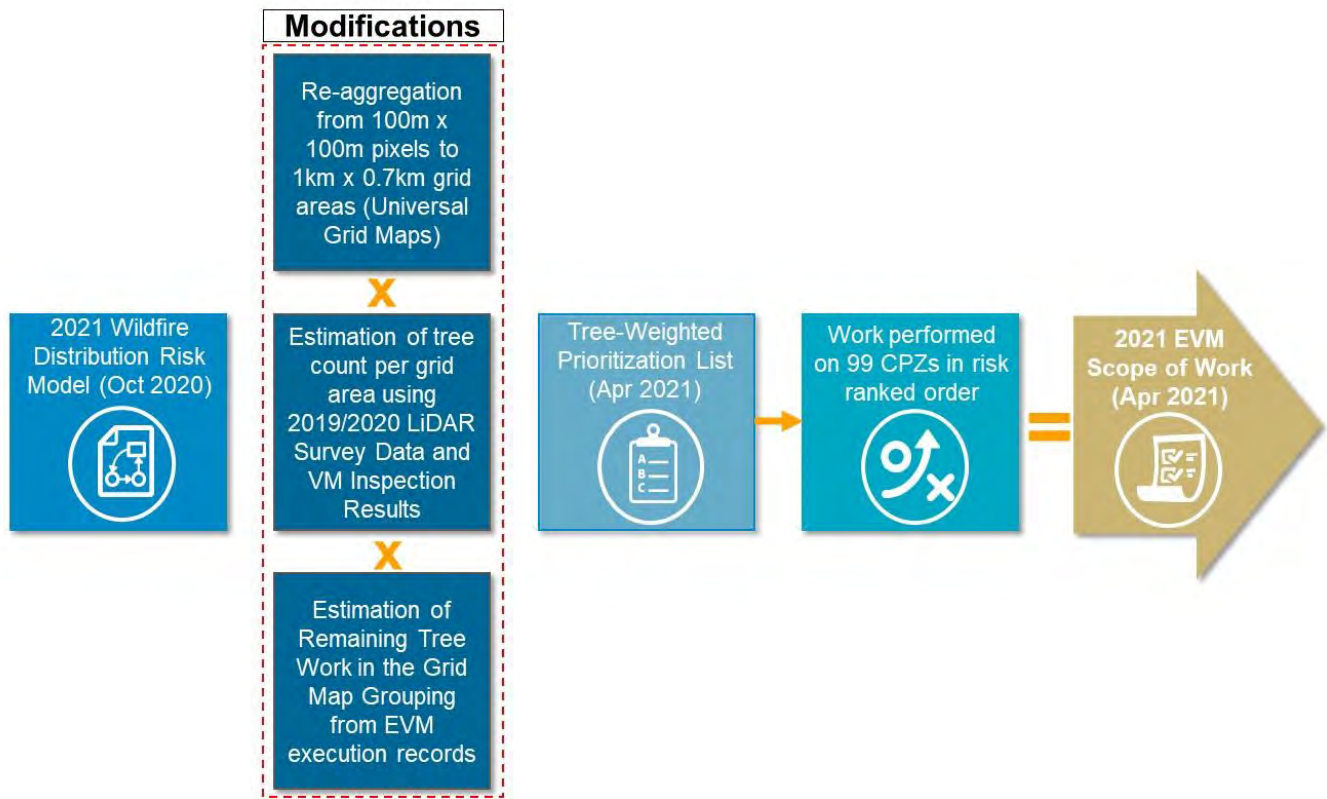 Modifications
Re-aggregation
from 100m x
100m pixels to
1km x 0.7km grid
areas (Universal
Grid Maps)
X
2021 Wildfire
Distribution Risk
Model (Oct 2020)
Estimation of tree
count per grid
area using
2019/2020 LiDAR
Survey Data and
VM Inspection
Results
X
Estimation of
Remaining Tree
Work in the Grid
Map Grouping
from EVM
execution records
Tree-Weighted
Prioritization List
(Apr 2021)
A
B
C
Work performed
on 99 CPZs in risk
ranked order
=
2021 EVM
Scope of Work
(Apr 2021)